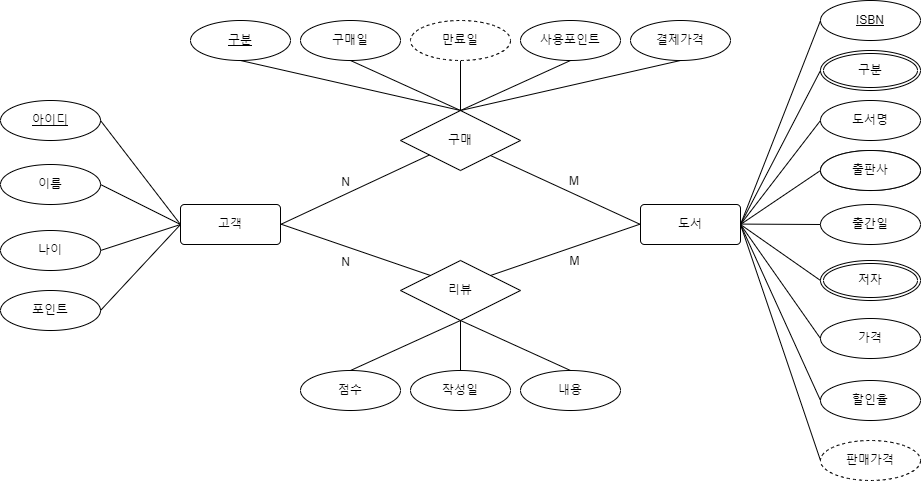 구분
구매일
만료일
사용포인트
결제가격
ISBN
구분
도서명
출판사
출간일
저자
가격
할인율
판매가격
아이디
이름
나이
포인트
고객
N
구매
M
도서
N
리뷰
M
점수
작성일
내용